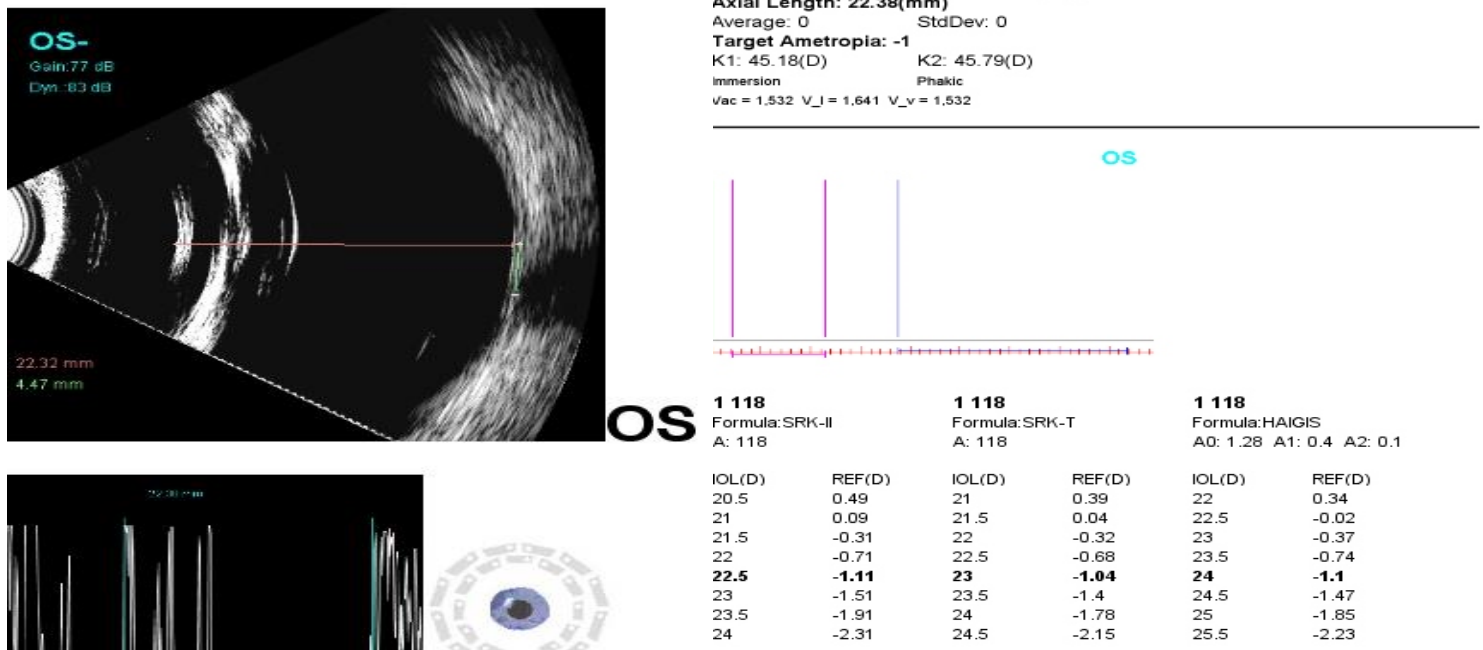 OS-
Gain:77 dB
Dyn.:83 dB
22.32 mm
4.47 mm
OS
22.38 mm
Axial Length: 22.38(mm)
Average: 0 StdDev: 0
Target Ametropia: -1
K1: 45.18(D) K2: 45.79(D)
Immersion Phakic
Vac = 1,532 V_l = 1,641 V_v = 1,532
OS
1 118 1 118 1 118
Formula:SRK-II Formula:SRK-T Formula:HAIGIS
A: 118 A: 118 A0: 1.28 A1: 0.4 A2: 0.1
IOL(D) REF(D) IOL(D) REF(D) IOL(D) REF(D)
20.5 0.49 21 0.39 22 0.34
21 0.09 21.5 0.04 22.5 -0.02
21.5 -0.31 22 -0.32 23 -0.37
22 -0.71 22.5 -0.68 23.5 -0.74
22.5 -1.11 23 -1.04 24 -1.1
23 -1.51 23.5 -1.4 24.5 -1.47
23.5 -1.91 24 -1.78 25 -1.85
24 -2.31 24.5 -2.15 25.5 -2.23